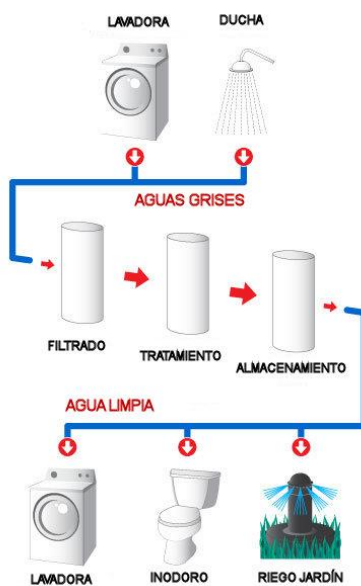 LAVADORA
DUCHA
AGUAS GRISES
FILTRADO
TRATAMIENTO
ALMACENAMIENTO
AGUA LIMPIA
LAVADORA
INODORO
RIEGO JARDÍN